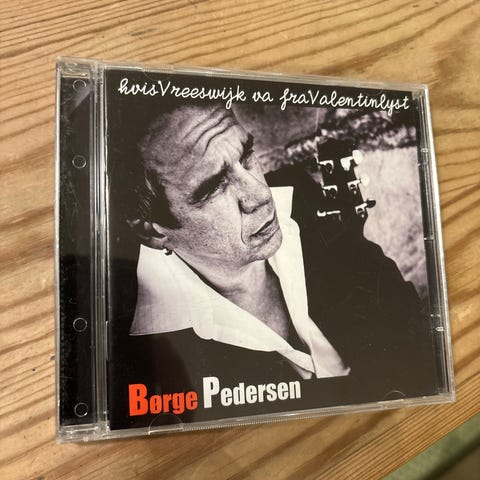 hvisVreeswijk va fraValentinlyst
Børge Pedersen